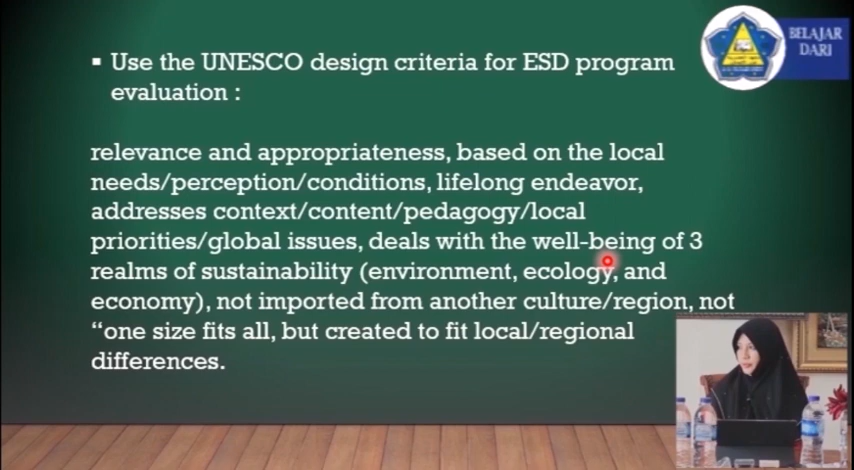 BELAJAR
DARI
▪ Use the UNESCO design criteria for ESD program
evaluation :
relevance and appropriateness, based on the local
needs/perception/conditions, lifelong endeavor,
addresses context/content/pedagogy/local
priorities/global issues, deals with the well-being of 3
realms of sustainability (environment, ecology, and
economy), not imported from another culture/region, not
“one size fits all, but created to fit local/regional
differences.